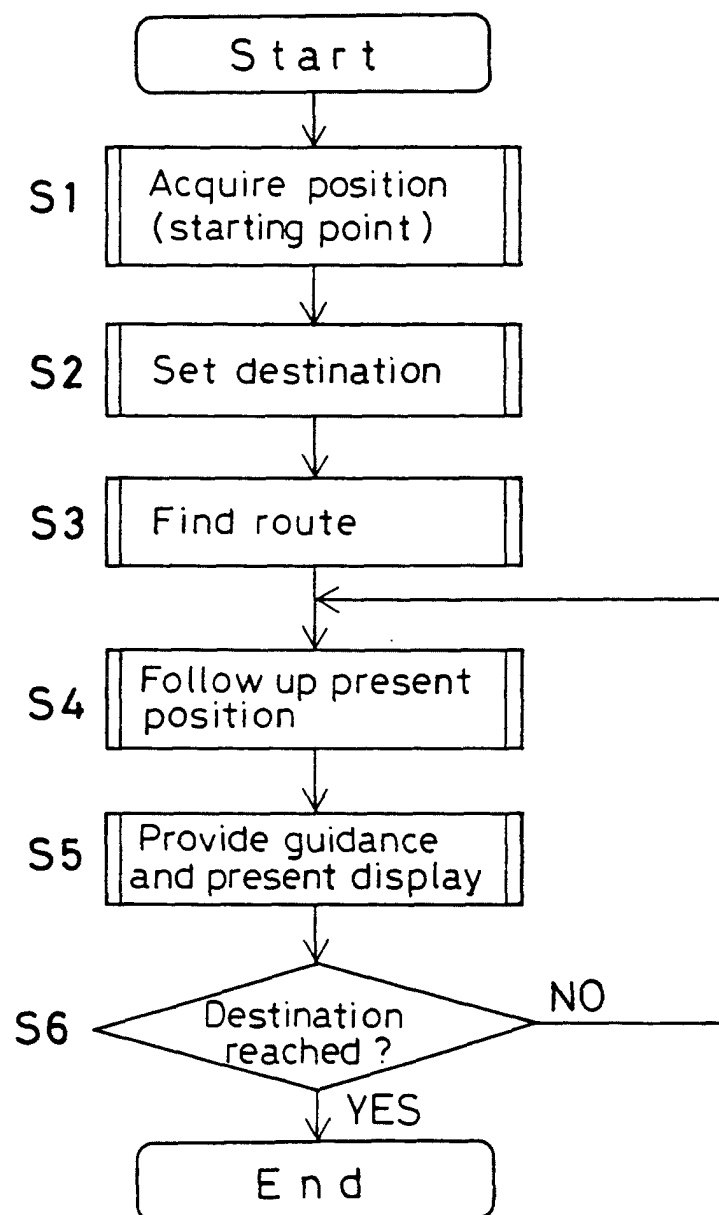 Start
S1
Acquire position
(starting point)
S2
Set destination
S3
Find route
S4
Follow up present
position
S5
Provide guidance
and present display
S6
Destination
reached?
NO
YES
End